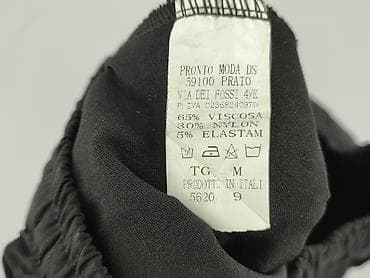 PRONTO MODA DS
59100 PRATO
VIA DEI FOSSI 4/E
P. IVA
65% VISCOSA
30% NYLON
5% ELASTAM
TG M
PRODOTTO IN ITALI
5620 9